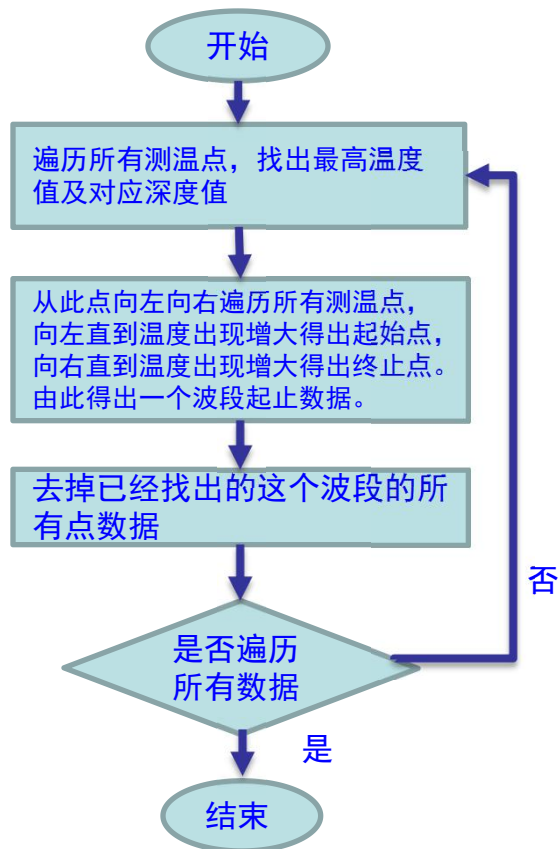 开始
遍历所有测温点，找出最高温度
值及对应深度值
从此点向左向右遍历所有测温点，
向左直到温度出现增大得出起始点，
向右直到温度出现增大得出终止点。
由此得出一个波段起止数据。
去掉已经找出的这个波段的所
有点数据
否
是否遍历
所有数据
是
结束